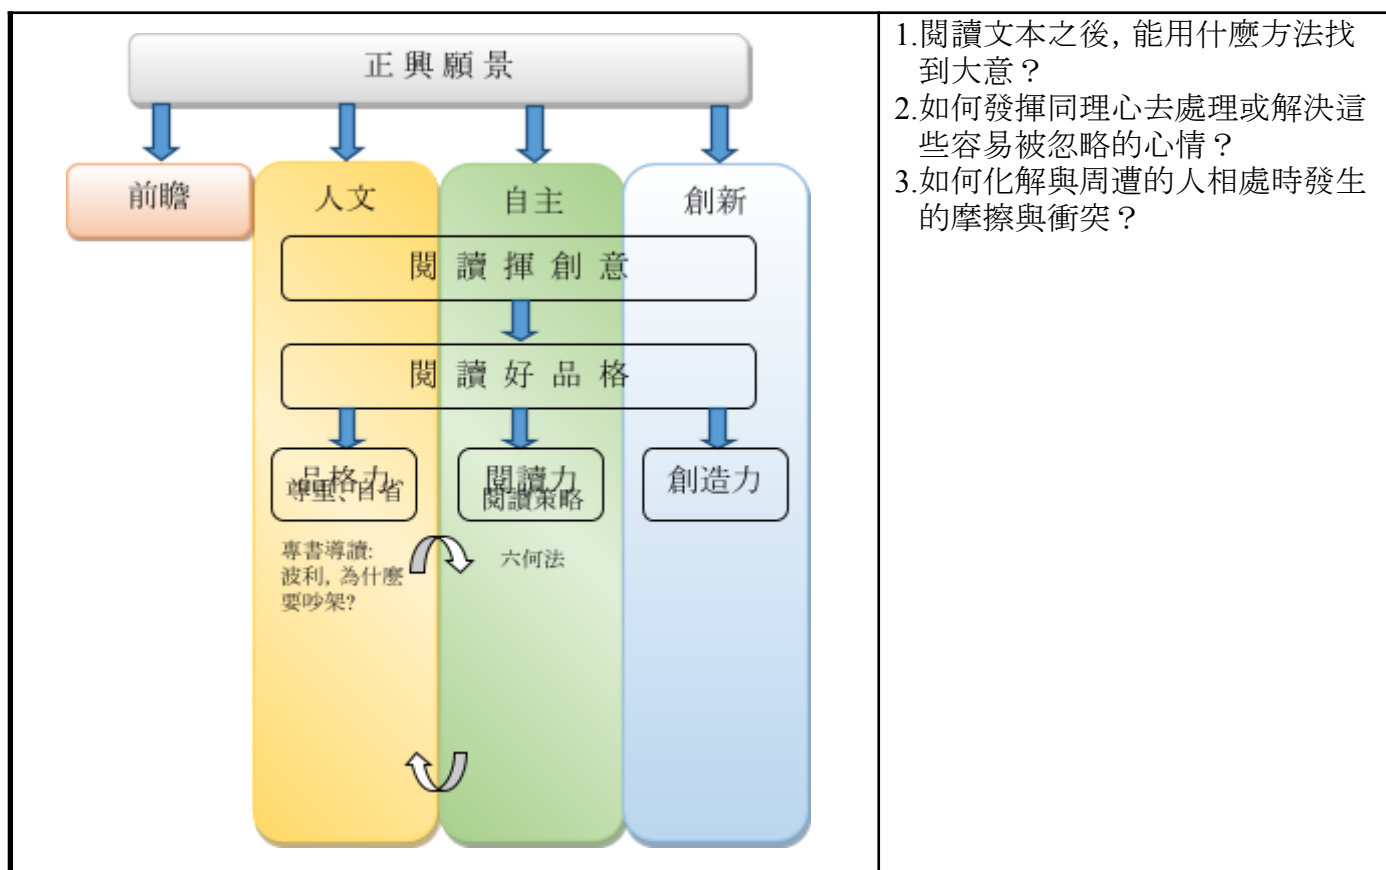 正興願景
前瞻
人文
自主
創新
閱讀揮創意
閱讀好品格
品格力
尊重、自省
閱讀力
閱讀策略
創造力
專書導讀:
波利, 為什麼
要吵架?
六何法
1.閱讀文本之後, 能用什麼方法找
到大意？
2.如何發揮同理心去處理或解決這
些容易被忽略的心情？
3.如何化解與周遭的人相處時發生
的摩擦與衝突？